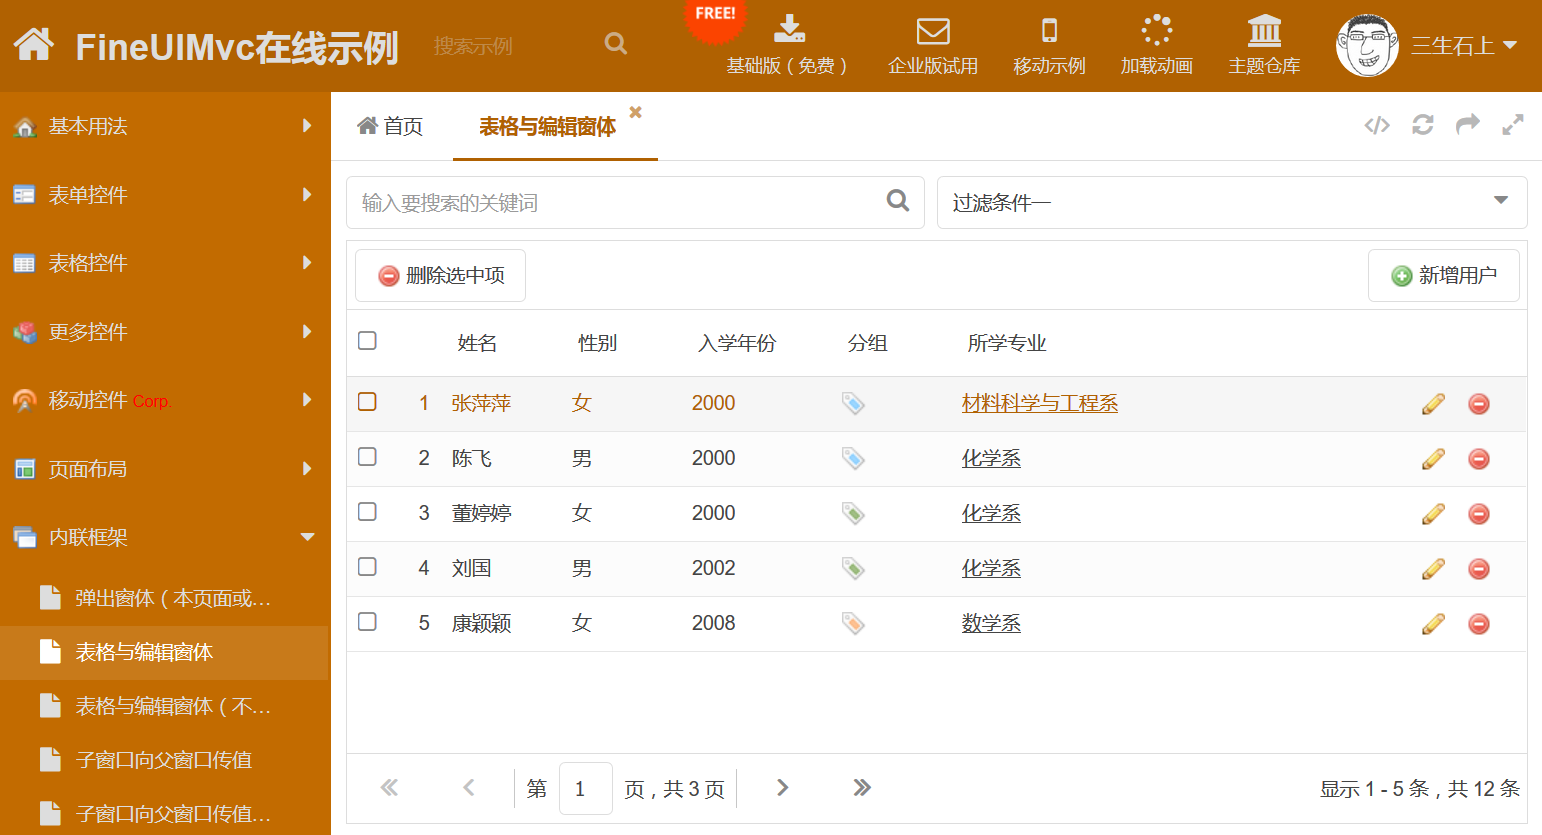 FineUIMvc在线示例
搜索示例
FREE!
基础版（免费）
企业版试用
移动示例
加载动画
主题仓库
三生石上
基本用法
表单控件
表格控件
更多控件
移动控件 Corp.
页面布局
内联框架
弹出窗体（本页面或...
表格与编辑窗体
表格与编辑窗体（不...
子窗口向父窗口传值
子窗口向父窗口传值...
首页
表格与编辑窗体
输入要搜索的关键词
过滤条件一
删除选中项
新增用户
姓名 性别 入学年份 分组 所学专业
1 张萍萍 女 2000 材料科学与工程系
2 陈飞 男 2000 化学系
3 董婷婷 女 2000 化学系
4 刘国 男 2002 化学系
5 康颖颖 女 2008 数学系
第 1 页，共 3 页
显示 1 - 5 条，共 12 条